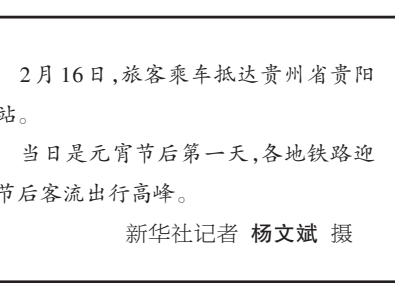 2月16日,旅客乘车抵达贵州省贵阳
站。
当日是元宵节后第一天,各地铁路迎
节后客流出行高峰。
新华社记者 杨文斌 摄